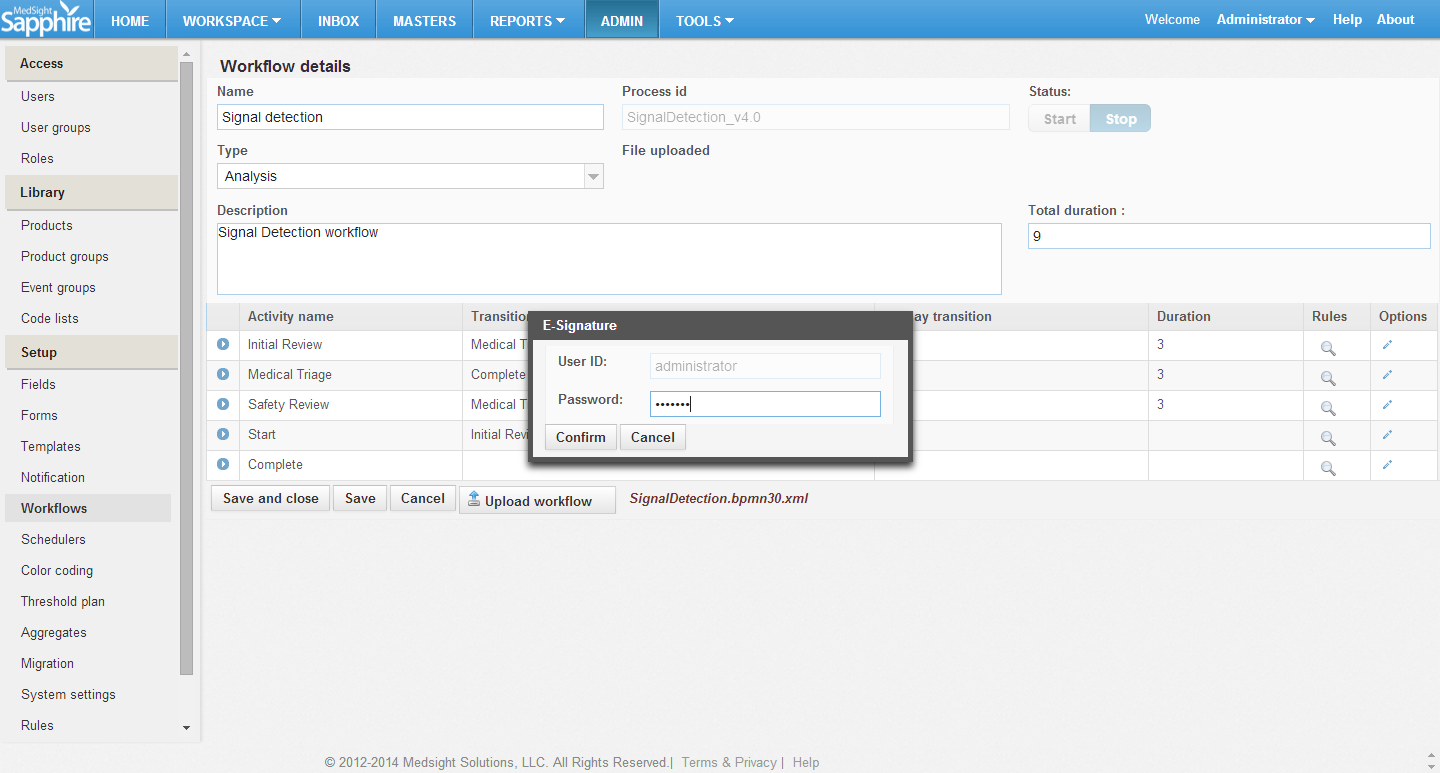 MedSight
Sapphire
HOME
WORKSPACE
INBOX
MASTERS
REPORTS
ADMIN
TOOLS
Welcome Administrator
Help
About
Access
Users
User groups
Roles
Library
Products
Product groups
Event groups
Code lists
Setup
Fields
Forms
Templates
Notification
Workflows
Schedulers
Color coding
Threshold plan
Aggregates
Migration
System settings
Rules
Workflow details
Name
Process id
Status:
Signal detection
SignalDetection_v4.0
Start
Stop
Type
File uploaded
Analysis
Description
Total duration :
Signal Detection workflow
9
Activity name
Transition
ay transition
Duration
Rules
Options
Initial Review
Medical T
3
Medical Triage
Complete
3
Safety Review
Medical T
3
Start
Initial Revi
Complete
E-Signature
User ID:
administrator
Password:
•••••••
Confirm
Cancel
Save and close
Save
Cancel
Upload workflow
SignalDetection.bpmn30.xml
© 2012-2014 Medsight Solutions, LLC. All Rights Reserved.| Terms & Privacy | Help